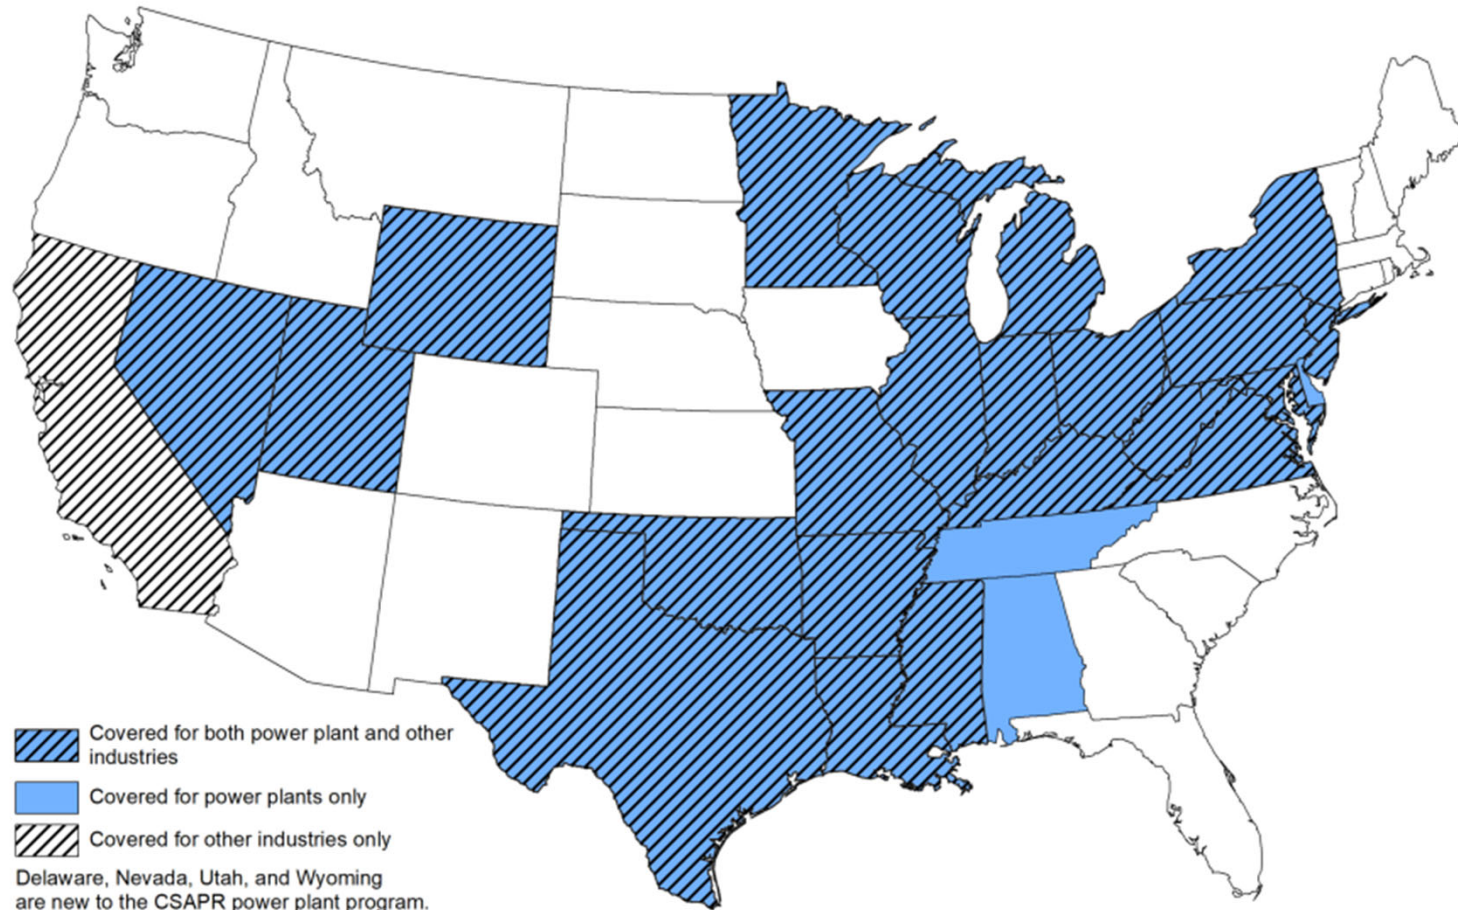 Covered for both power plant and other
industries
Covered for power plants only
Covered for other industries only
Delaware, Nevada, Utah, and Wyoming
are new to the CSAPR power plant program.